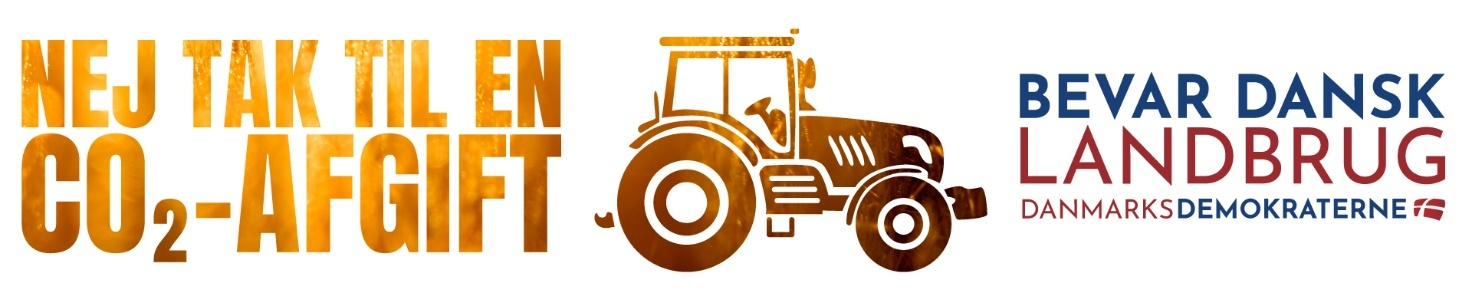 NEJ TAK TIL EN
CO₂-AFGIFT
BEVAR DANSK
LANDBRUG
DANMARKSDEMOKRATERNE